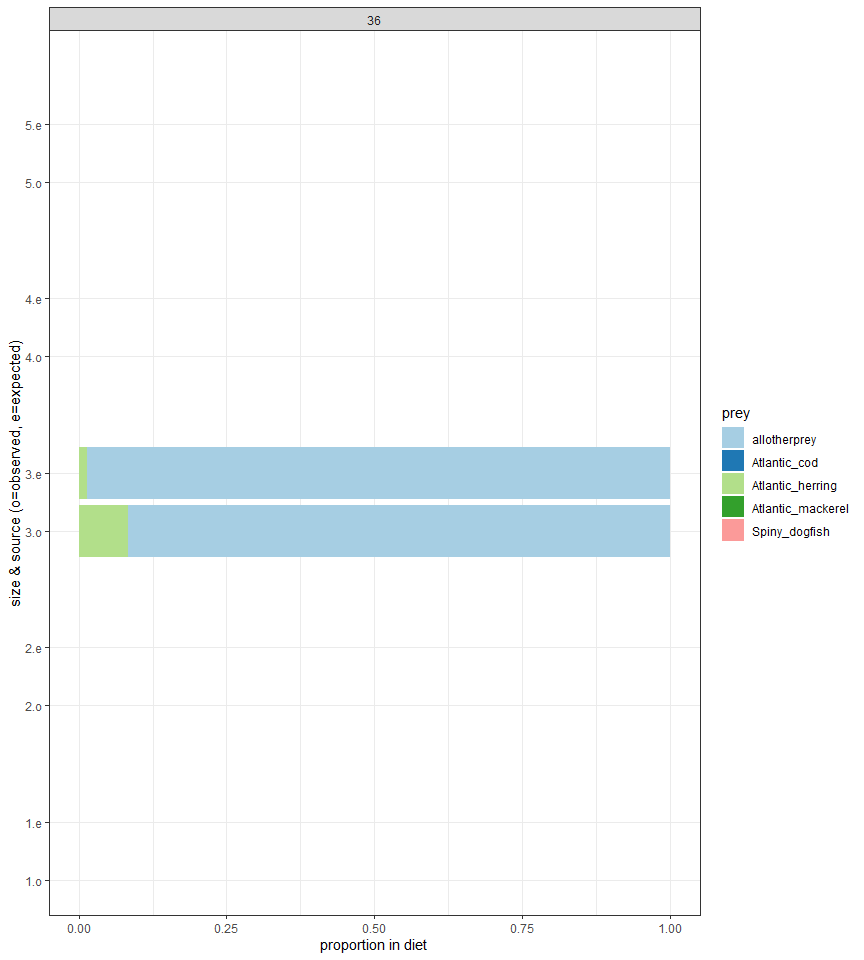 36
5.e
5.o
4.e
4.o
3.e
3.o
2.e
2.o
1.e
1.o
size & source (o=observed, e=expected)
0.00 0.25 0.50 0.75 1.00
proportion in diet
prey
allotherprey
Atlantic_cod
Atlantic_herring
Atlantic_mackerel
Spiny_dogfish